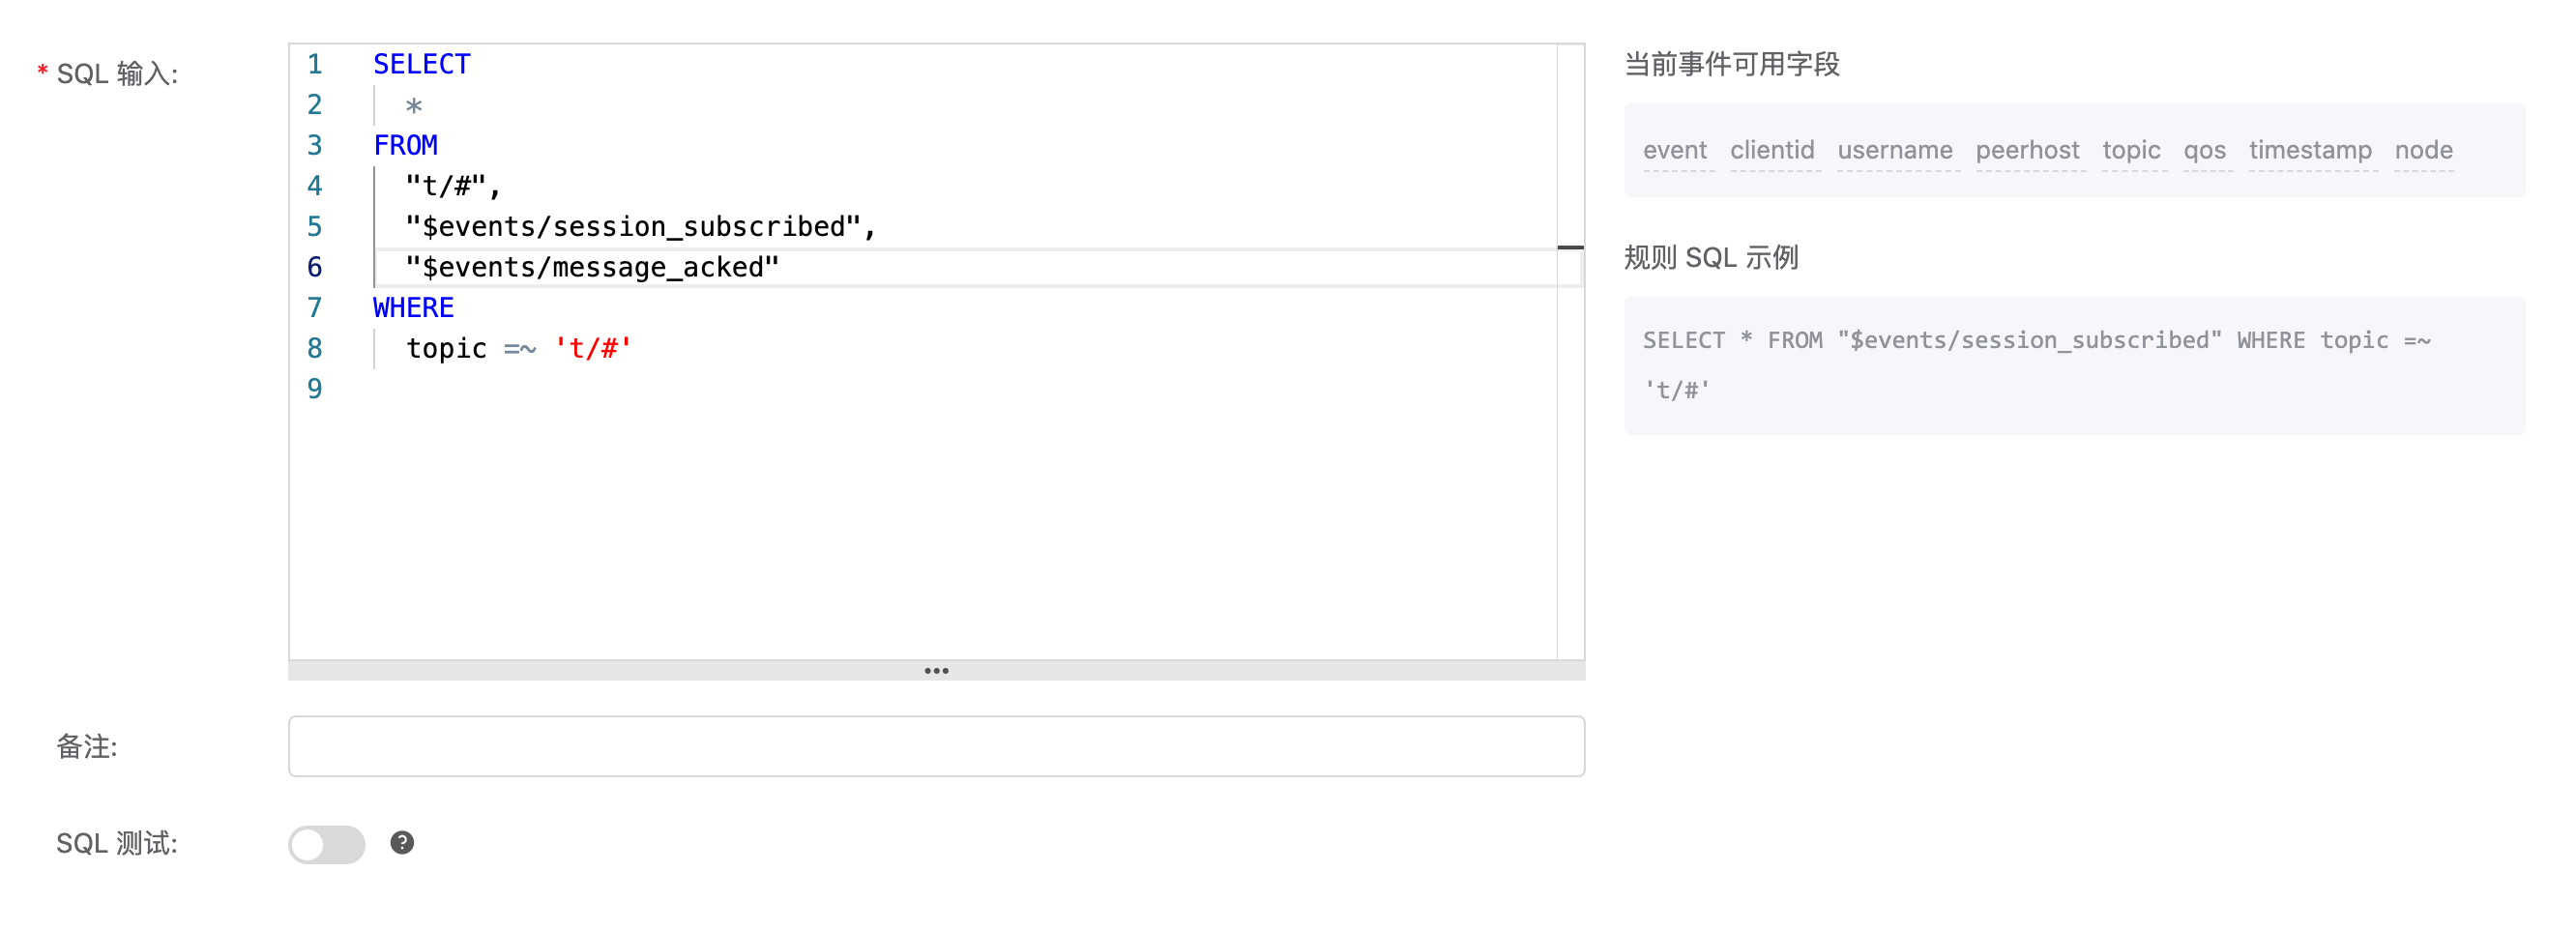 * SQL 输入:
1 SELECT
2 *
3 FROM
4 "t/#",
5 "$events/session_subscribed",
6 "$events/message_acked"
7 WHERE
8 topic =~ 't/#'
9
当前事件可用字段
event clientid username peerhost topic qos timestamp node
规则 SQL 示例
SELECT * FROM "$events/session_subscribed" WHERE topic =~
't/#'
备注:
SQL 测试: